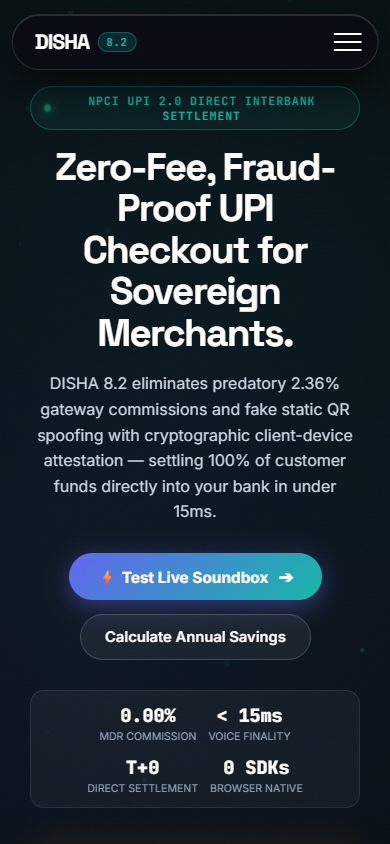 DISHA 8.2
NPCI UPI 2.0 DIRECT INTERBANK
SETTLEMENT
Zero-Fee, Fraud-
Proof UPI
Checkout for
Sovereign
Merchants.
DISHA 8.2 eliminates predatory 2.36%
gateway commissions and fake static QR
spoofing with cryptographic client-device
attestation — settling 100% of customer
funds directly into your bank in under
15ms.
⚡ Test Live Soundbox ➔
Calculate Annual Savings
0.00% < 15ms
MDR COMMISSION VOICE FINALITY
T+0 0 SDKs
DIRECT SETTLEMENT BROWSER NATIVE